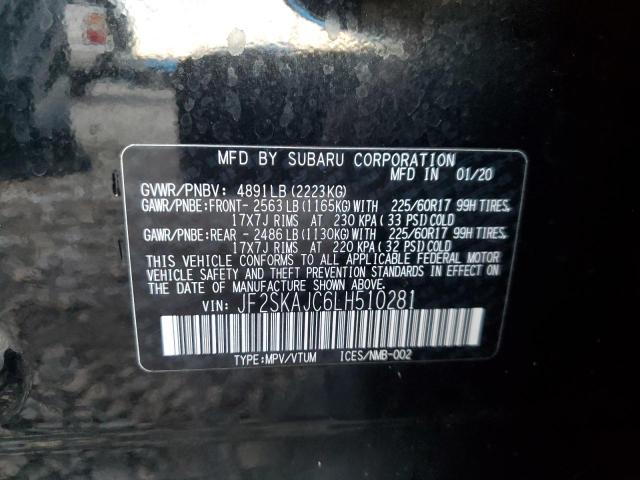 MFD BY SUBARU CORPORATION
MFD IN 01/20
GVWR/PNBV: 4891LB (2223KG)
GAWR/PNBE:FRONT- 2563 LB (1165KG) WITH 225/60R17 99H TIRES,
17X7J RIMS AT 230 KPA ( 33 PSI) COLD
GAWR/PNBE:REAR - 2486 LB (1130KG) WITH 225/60R17 99H TIRES,
17X7J RIMS AT 220 KPA ( 32 PSI) COLD
THIS VEHICLE CONFORMS TO ALL APPLICABLE FEDERAL MOTOR
VEHICLE SAFETY AND THEFT PREVENTION STANDARDS IN EFFECT ON
THE DATE OF MANUFACTURE SHOWN ABOVE.
VIN: JF2SKAJC6LH510281
TYPE:MPV/VTUM ICES/NMB-002